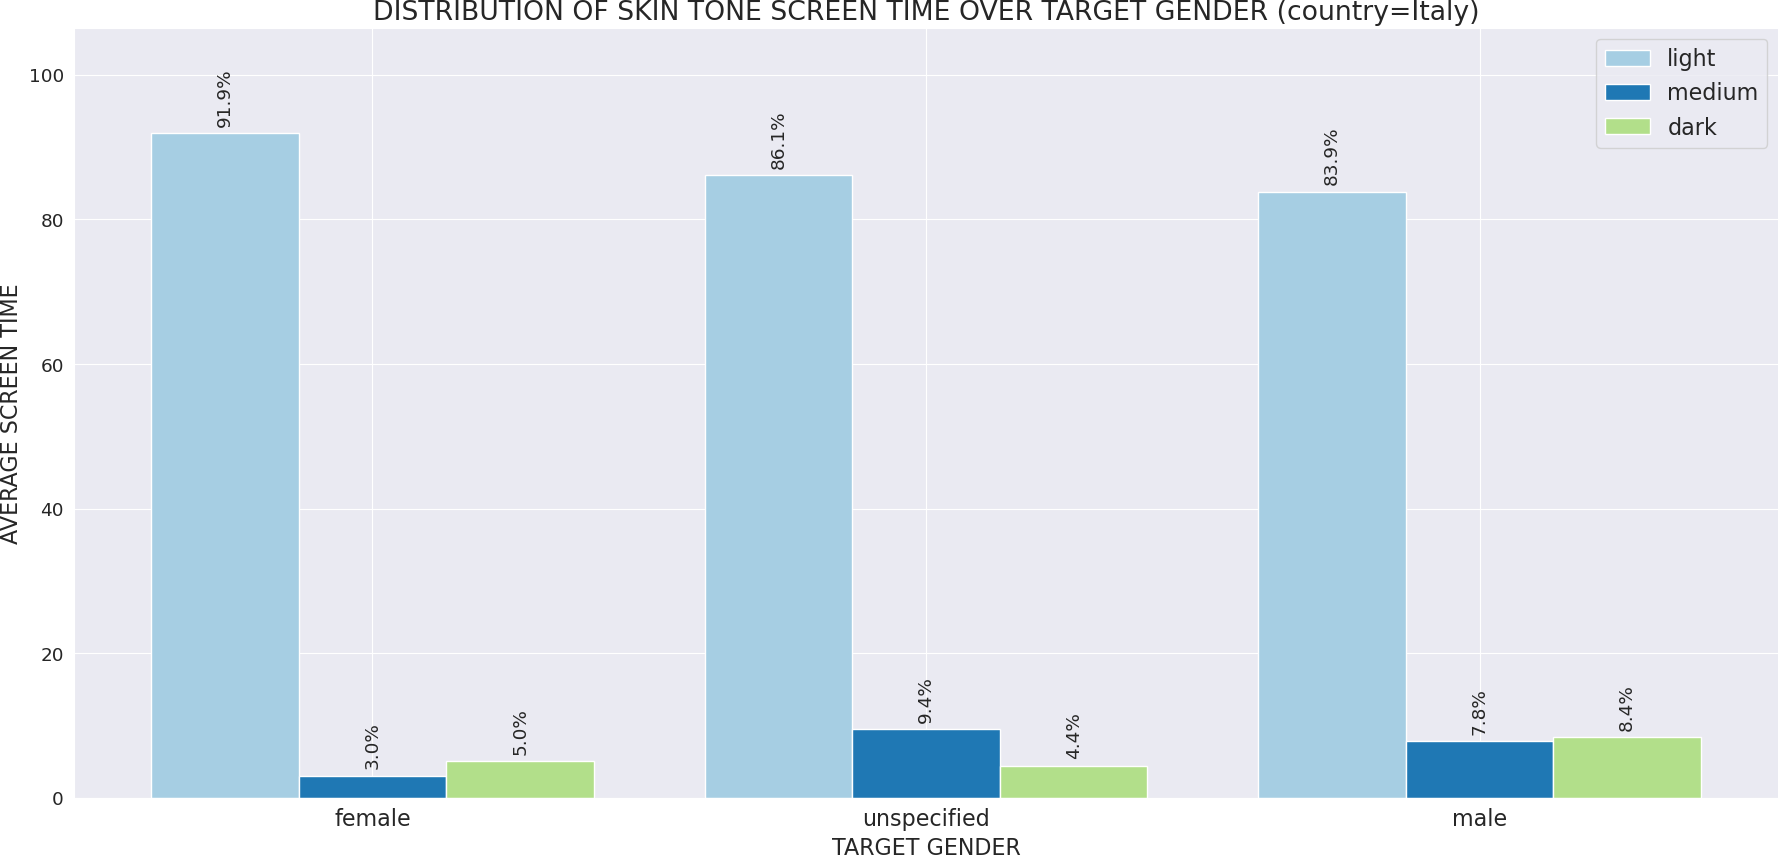 DISTRIBUTION OF SKIN TONE SCREEN TIME OVER TARGET GENDER (country=Italy)
light
medium
dark
AVERAGE SCREEN TIME
100
80
60
40
20
0
91.9%
3.0%
5.0%
86.1%
9.4%
4.4%
83.9%
7.8%
8.4%
female
unspecified
male
TARGET GENDER